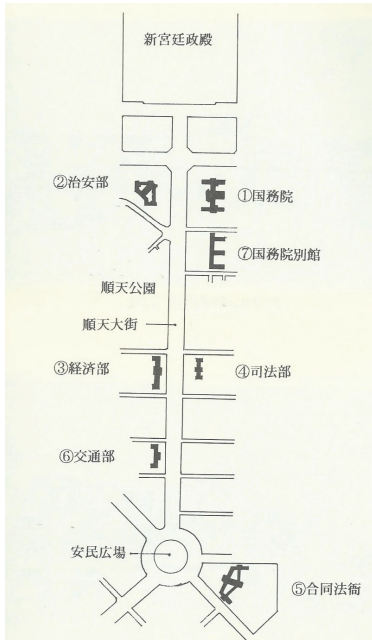 新宮廷政殿
②治安部
①国務院
⑦国務院別館
順天公園
順天大街
③経済部
④司法部
⑥交通部
安民広場
⑤合同法衙